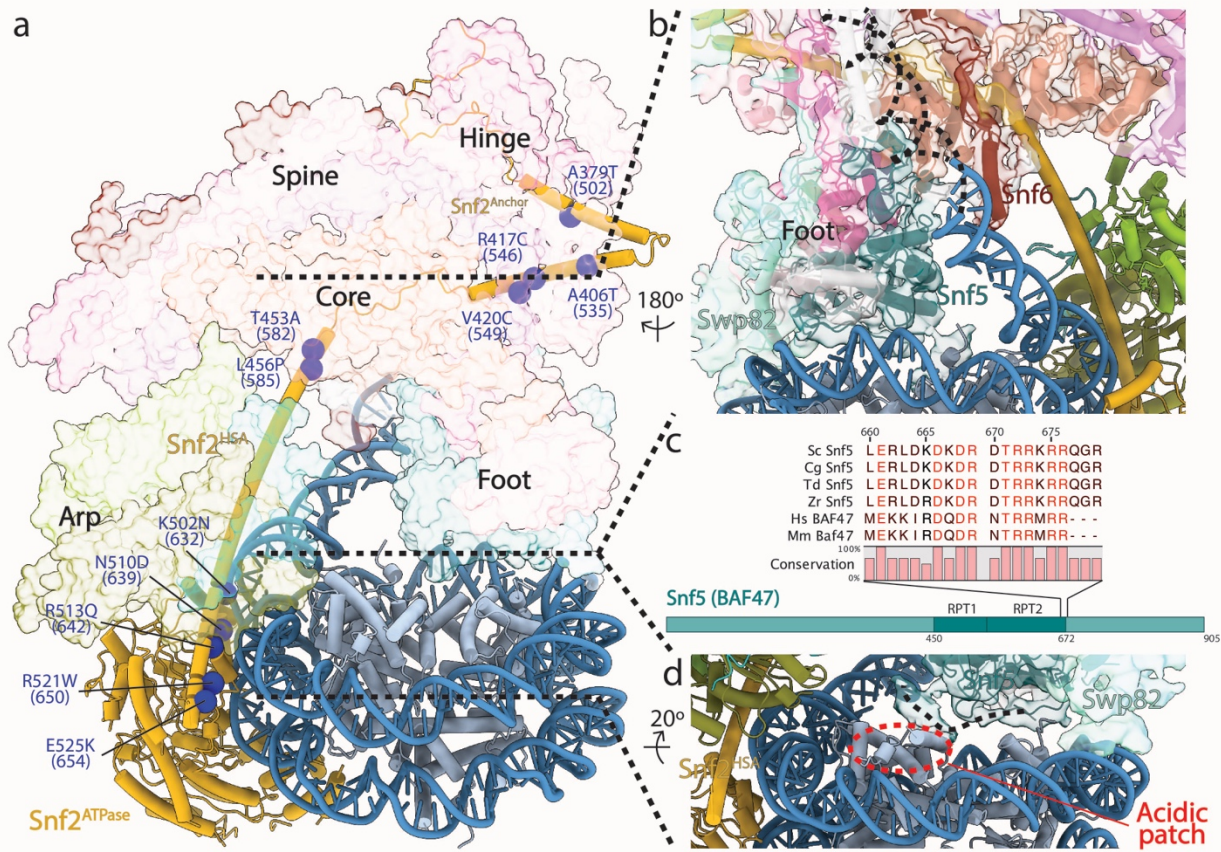 a
Hinge
Spine
A379T
(502)
Snf2Anchor
R417C
(546)
Core
A406T
(535)
V420C
(549)
T453A
(582)
L456P
(585)
Snf2HSA
Foot
Arp
K502N
(632)
N510D
(639)
R513Q
(642)
R521W
(650)
E525K
(654)
Snf2ATPase
180º
b
Snf6
Foot
Snf5
Swp82
c
660 665 670 675
Sc Snf5 LERLDKDKDR DTRRKRRQGR
Cg Snf5 LERLDKDKDR DTRRKRRQGR
Td Snf5 LERLDKDKDR DTRRKRRQGR
Zr Snf5 LERLDRDKDR DTRRKRRQGR
Hs BAF47 MEKKIRDQDR NTRRMRR---
Mm Baf47 MEKKIRDQDR NTRRMRR---
100%
Conservation
0%
Snf5 (BAF47)
RPT1 RPT2
450 672 905
20º
d
Snf5
Swp82
Snf2HSA
Acidic
patch